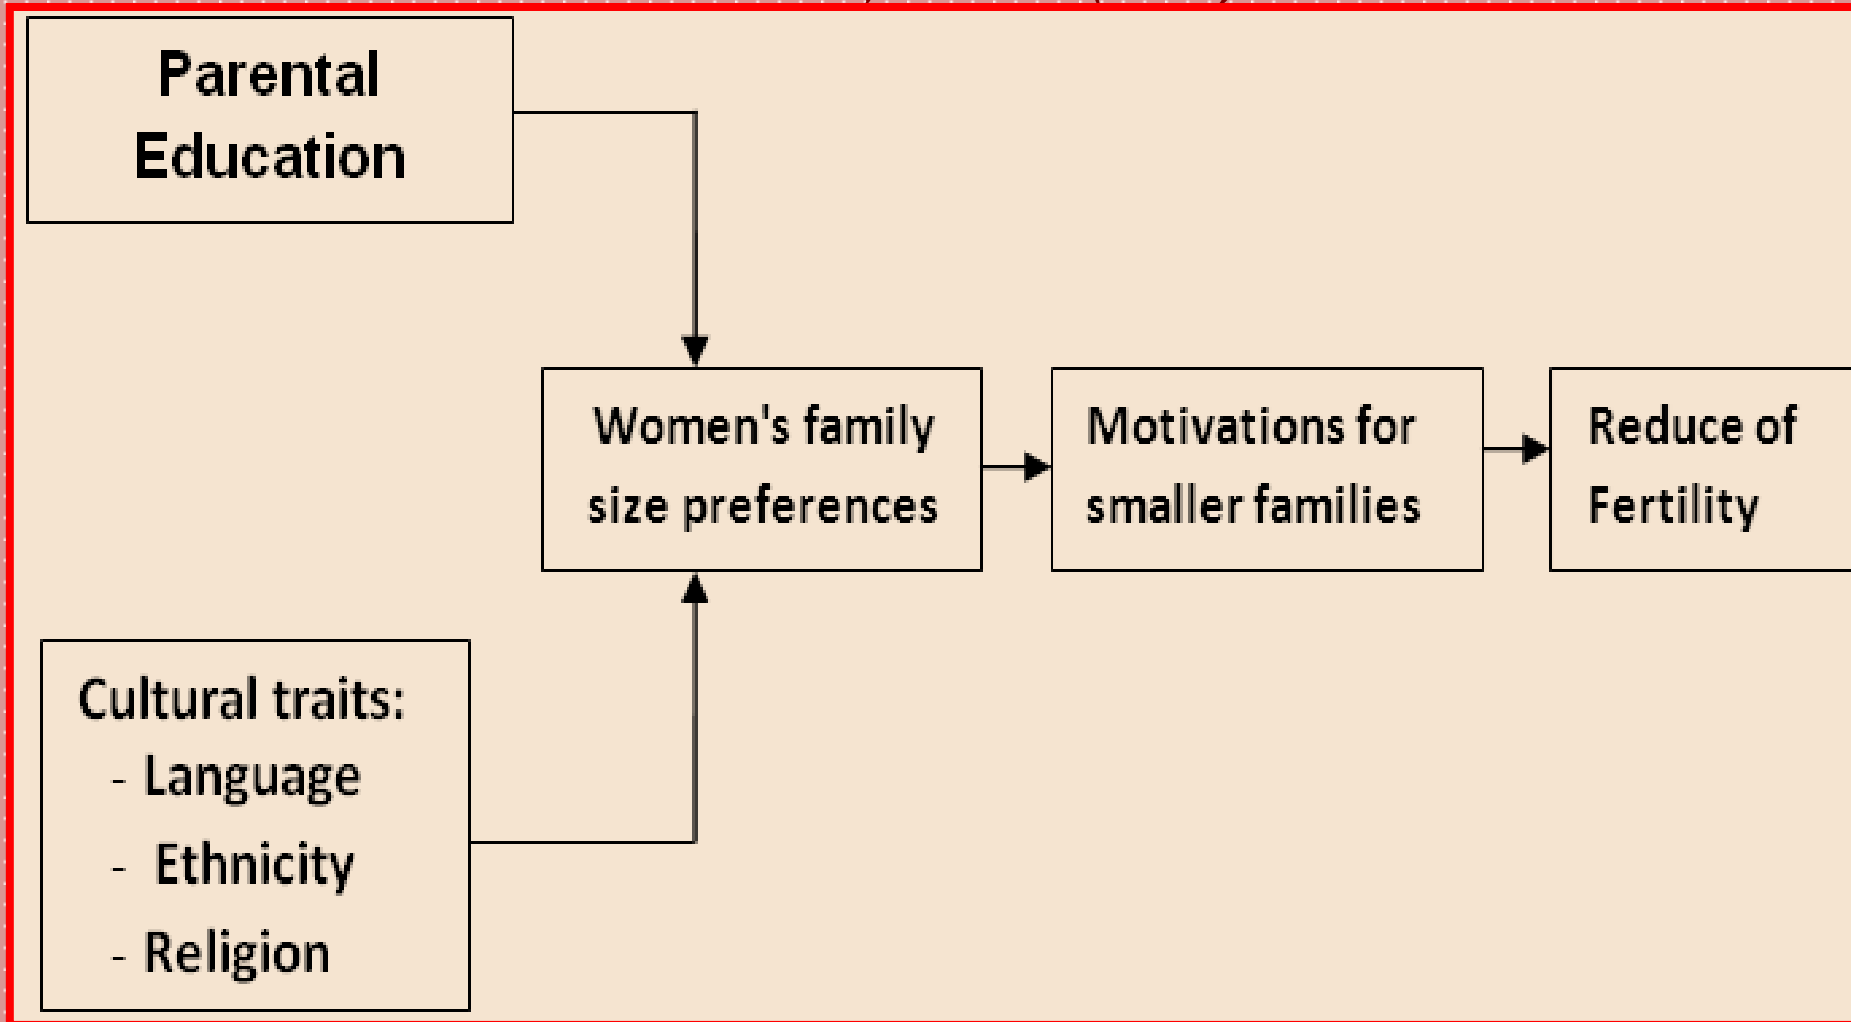 Parental
Education
Women's family
size preferences
Motivations for
smaller families
Reduce of
Fertility
Cultural traits:
- Language
- Ethnicity
- Religion